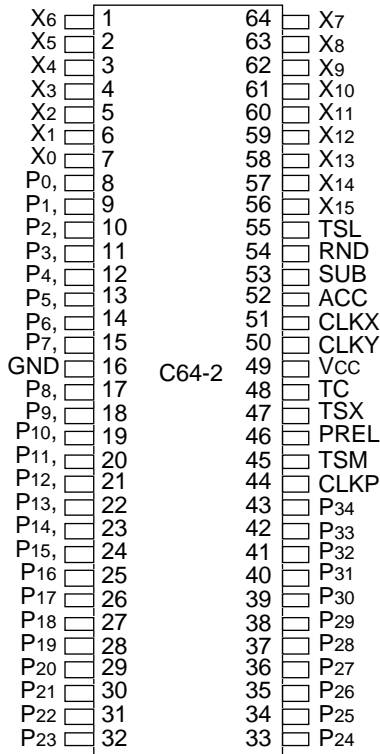 X6 1 64 X7
X5 2 63 X8
X4 3 62 X9
X3 4 61 X10
X2 5 60 X11
X1 6 59 X12
X0 7 58 X13
P0, 8 57 X14
P1, 9 56 X15
P2, 10 55 TSL
P3, 11 54 RND
P4, 12 53 SUB
P5, 13 52 ACC
P6, 14 51 CLKX
P7, 15 50 CLKY
GND 16 C64-2 49 VCC
P8, 17 48 TC
P9, 18 47 TSX
P10, 19 46 PREL
P11, 20 45 TSM
P12, 21 44 CLKP
P13, 22 43 P34
P14, 23 42 P33
P15, 24 41 P32
P16 25 40 P31
P17 26 39 P30
P18 27 38 P29
P19 28 37 P28
P20 29 36 P27
P21 30 35 P26
P22 31 34 P25
P23 32 33 P24